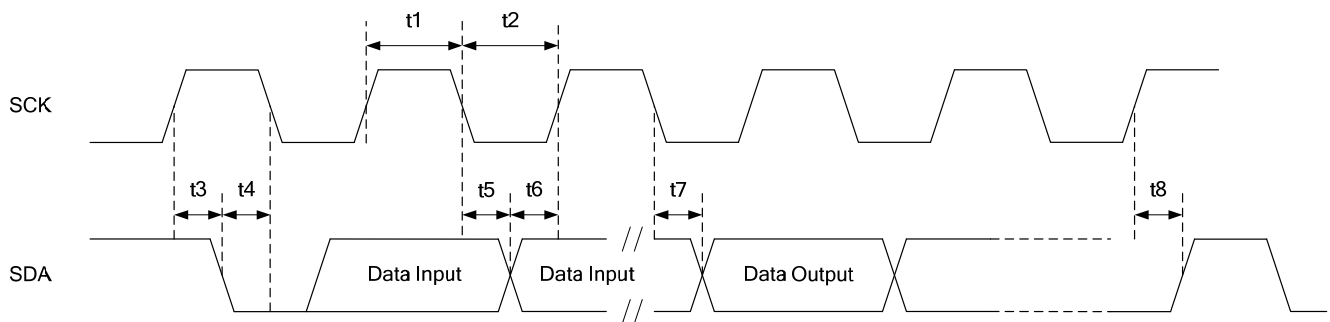 t1 t2
SCK
t3 t4 t5 t6 t7 t8
SDA Data Input Data Input Data Output